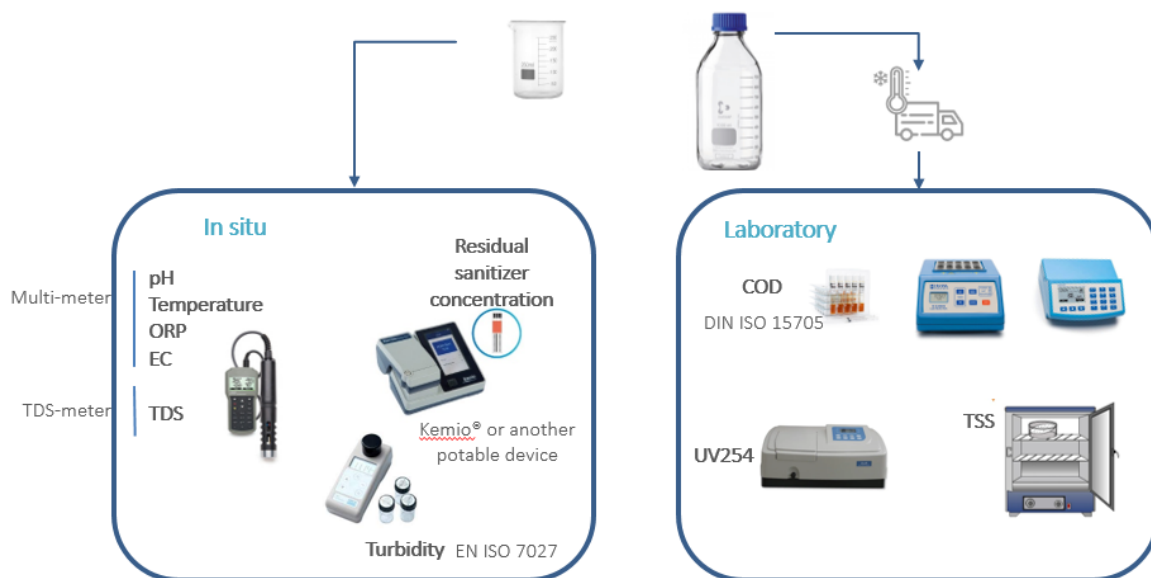 In situ
Multi-meter
pH
Temperature
ORP
EC
TDS-meter
TDS
Residual
sanitizer
concentration
Kemio® or another
potable device
Turbidity EN ISO 7027
Laboratory
COD
DIN ISO 15705
UV254
TSS